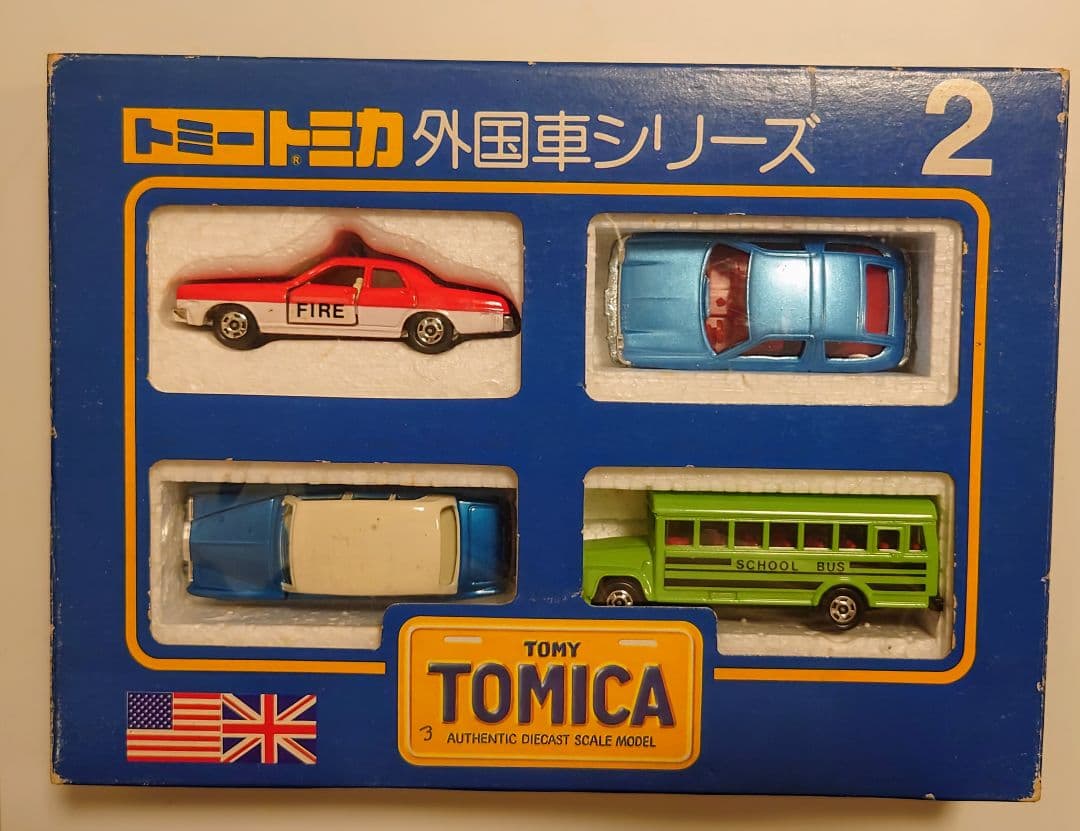 トミートミカ® 外国車シリーズ 2
FIRE
SCHOOL BUS
TOMY
TOMICA
3 AUTHENTIC DIECAST SCALE MODEL